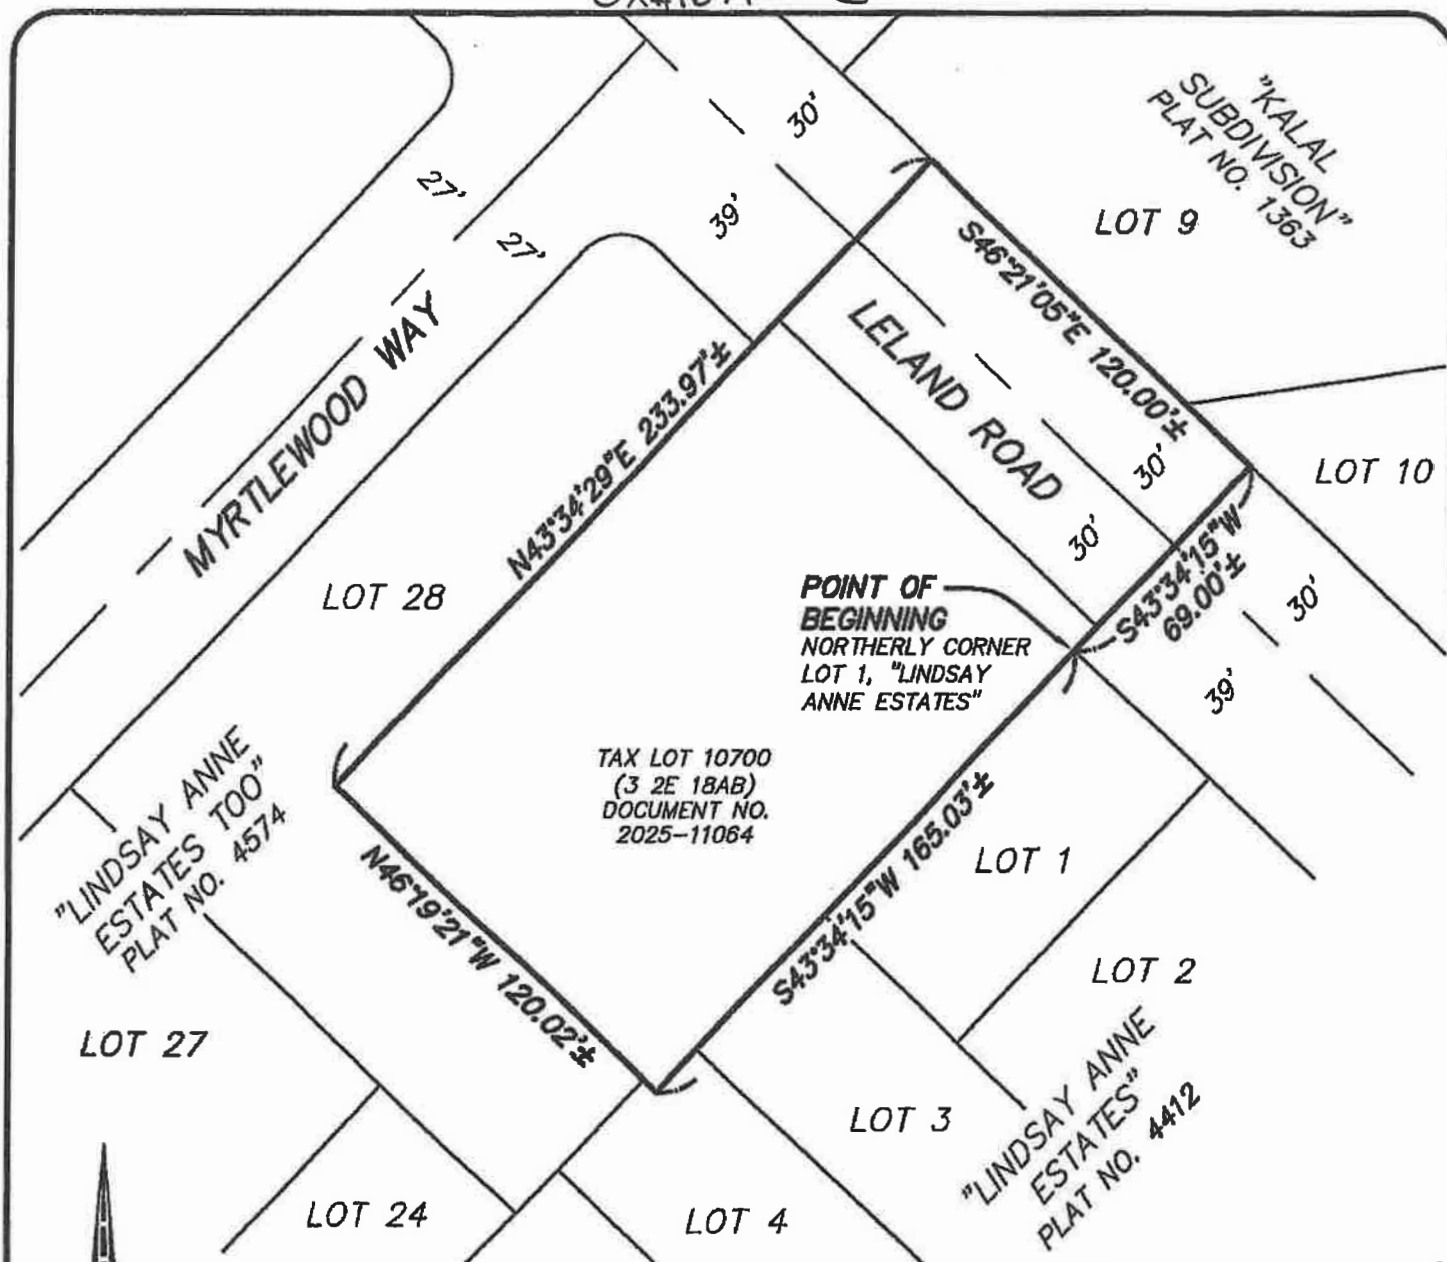 "KALAL
SUBDIVISION"
PLAT NO. 1363
30'
27'
39'
27'
LOT 9
S46°21'05"E 120.00'±
LELAND ROAD
MYRTLEWOOD WAY
N43°34'29"E 233.97'±
30'
LOT 10
30'
S43°34'15"W
69.00'±
30'
39'
LOT 28
POINT OF
BEGINNING
NORTHERLY CORNER
LOT 1, "LINDSAY
ANNE ESTATES"
TAX LOT 10700
(3 2E 18AB)
DOCUMENT NO.
2025-11064
"LINDSAY ANNE
ESTATES TOO"
PLAT NO. 4574
N46°19'21"W 120.02'±
S43°34'15"W 165.03'±
LOT 1
LOT 2
LOT 27
LOT 3
"LINDSAY ANNE
ESTATES"
PLAT NO. 4412
LOT 24
LOT 4